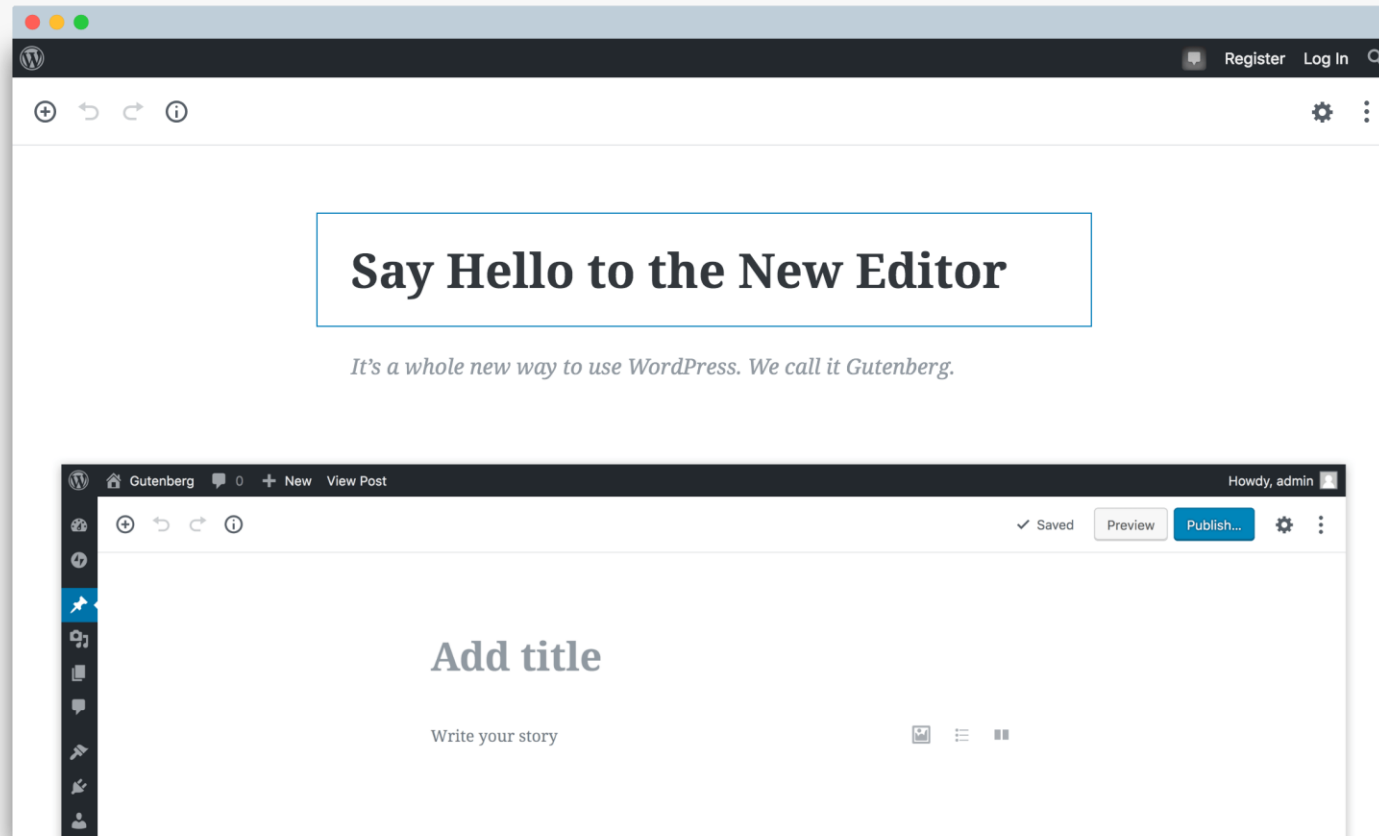 Register Log In
Say Hello to the New Editor
It’s a whole new way to use WordPress. We call it Gutenberg.
Gutenberg 0 New View Post Howdy, admin
Saved Preview Publish...
Add title
Write your story